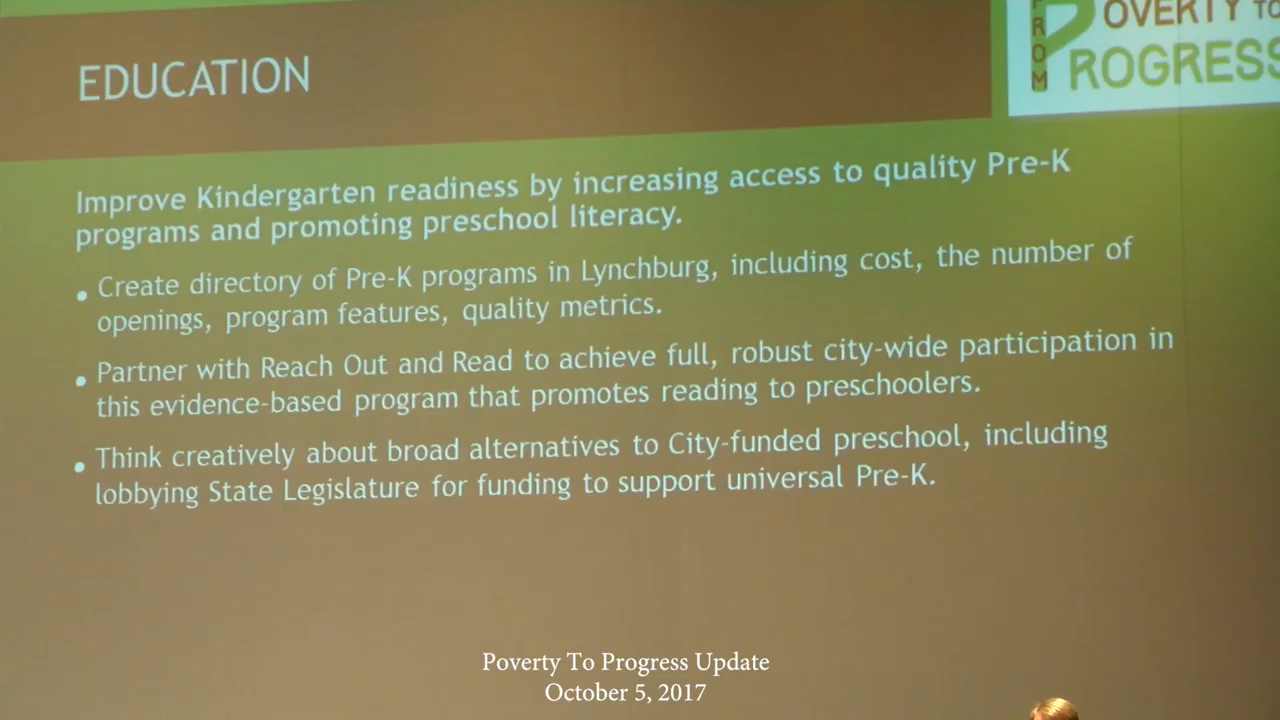 EDUCATION
FROM
POVERTY TO
PROGRESS
Improve Kindergarten readiness by increasing access to quality Pre-K
programs and promoting preschool literacy.
• Create directory of Pre-K programs in Lynchburg, including cost, the number of
openings, program features, quality metrics.
• Partner with Reach Out and Read to achieve full, robust city-wide participation in
this evidence-based program that promotes reading to preschoolers.
• Think creatively about broad alternatives to City-funded preschool, including
lobbying State Legislature for funding to support universal Pre-K.
Poverty To Progress Update
October 5, 2017